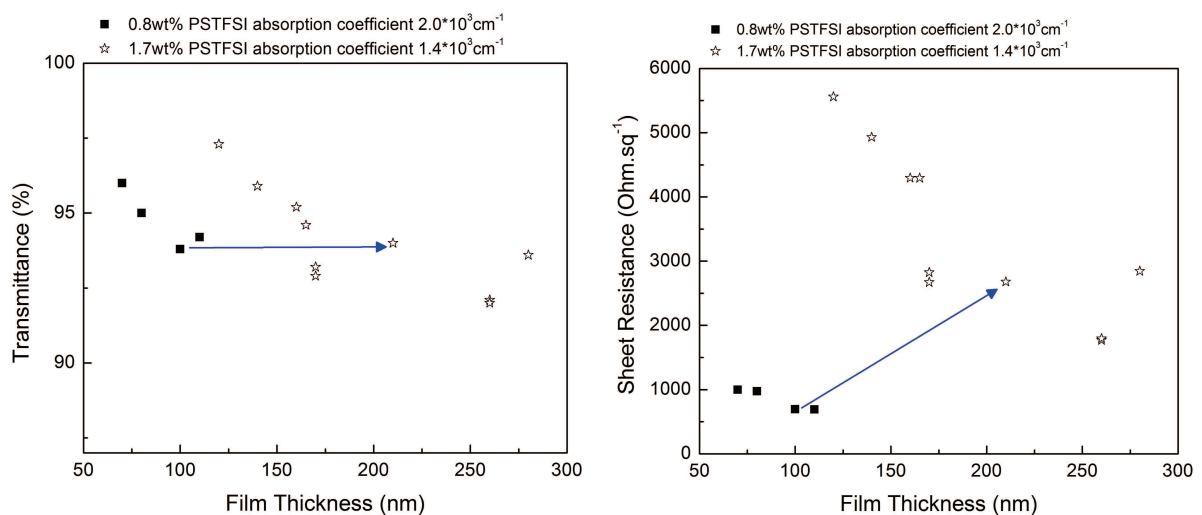 ■ 0.8wt% PSTFSI absorption coefficient 2.0*10³cm⁻¹
☆ 1.7wt% PSTFSI absorption coefficient 1.4*10³cm⁻¹
100
95
90
Transmittance (%)
50 100 150 200 250 300
Film Thickness (nm)
■ 0.8wt% PSTFSI absorption coefficient 2.0*10³cm⁻¹
☆ 1.7wt% PSTFSI absorption coefficient 1.4*10³cm⁻¹
6000
5000
4000
3000
2000
1000
0
Sheet Resistance (Ohm.sq⁻¹)
50 100 150 200 250 300
Film Thickness (nm)